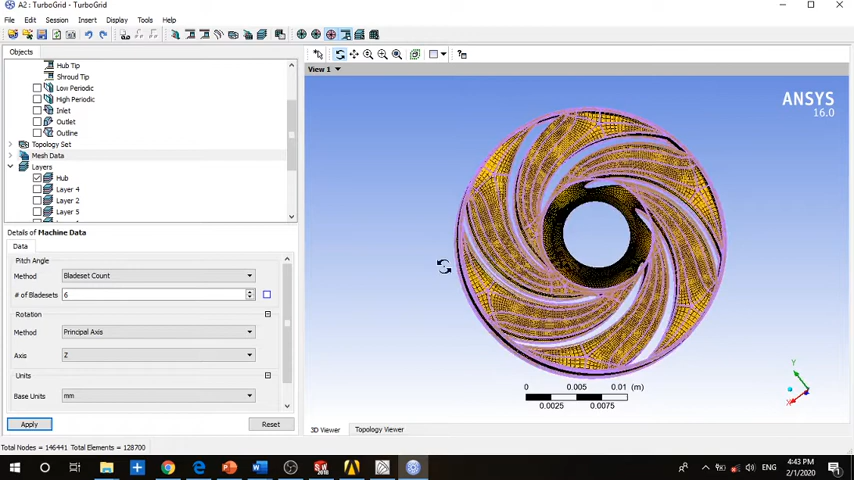 A2 : TurboGrid - TurboGrid
File Edit Session Insert Display Tools Help
Objects
Hub Tip
Shroud Tip
Low Periodic
High Periodic
Inlet
Outlet
Outline
Topology Set
Mesh Data
Layers
Hub
Layer 4
Layer 2
Layer 5
Details of Machine Data
Data
Pitch Angle
Method Bladeset Count
# of Bladesets 6
Rotation
Method Principal Axis
Axis Z
Units
Base Units mm
Apply Reset
Total Nodes = 146441 Total Elements = 128700
View 1
ANSYS
16.0
0 0.005 0.01 (m)
0.0025 0.0075
Y
X
3D Viewer Topology Viewer
ENG
4:43 PM
2/1/2020